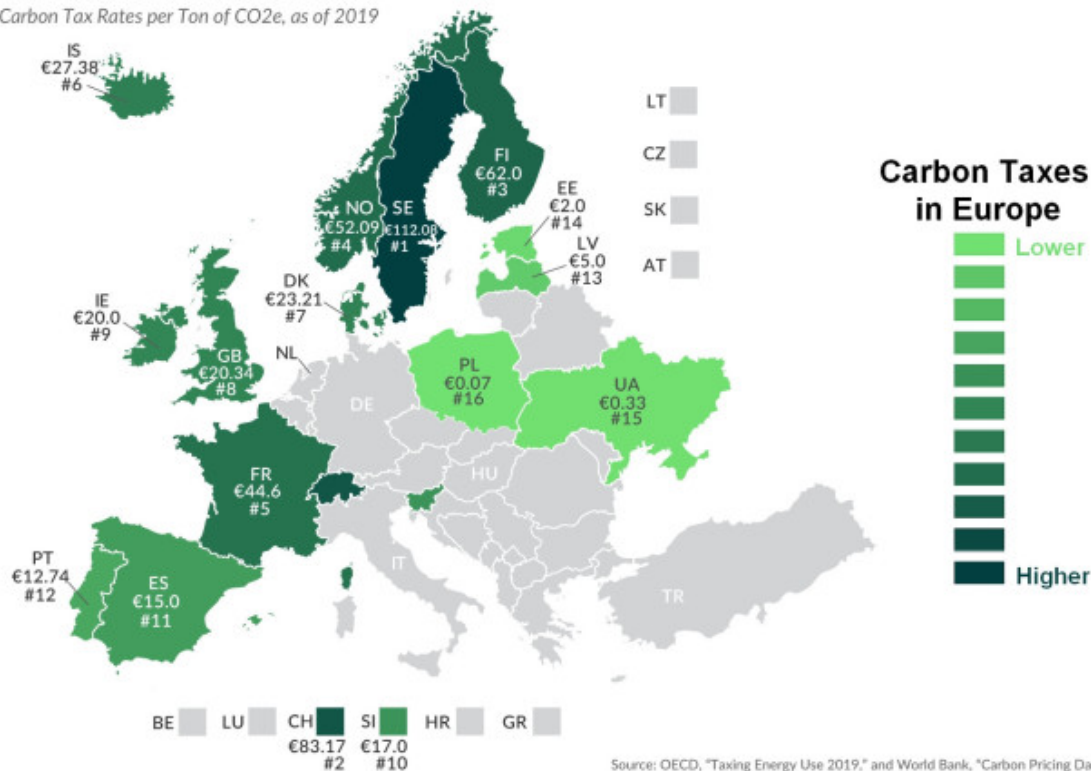 Carbon Tax Rates per Ton of CO2e, as of 2019
IS
€27.38
#6
LT
CZ
SK
AT
FI
€62.0
#3
NO
€52.09
#4
SE
€112.08
#1
EE
€2.0
#14
LV
€5.0
#13
DK
€23.21
#7
IE
€20.0
#9
GB
€20.34
#8
NL
DE
PL
€0.07
#16
UA
€0.33
#15
FR
€44.6
#5
HU
IT
TR
PT
€12.74
#12
ES
€15.0
#11
Carbon Taxes
in Europe
Lower
Higher
BE
LU
CH
€83.17
#2
SI
€17.0
#10
HR
GR
Source: OECD, "Taxing Energy Use 2019," and World Bank, "Carbon Pricing Da